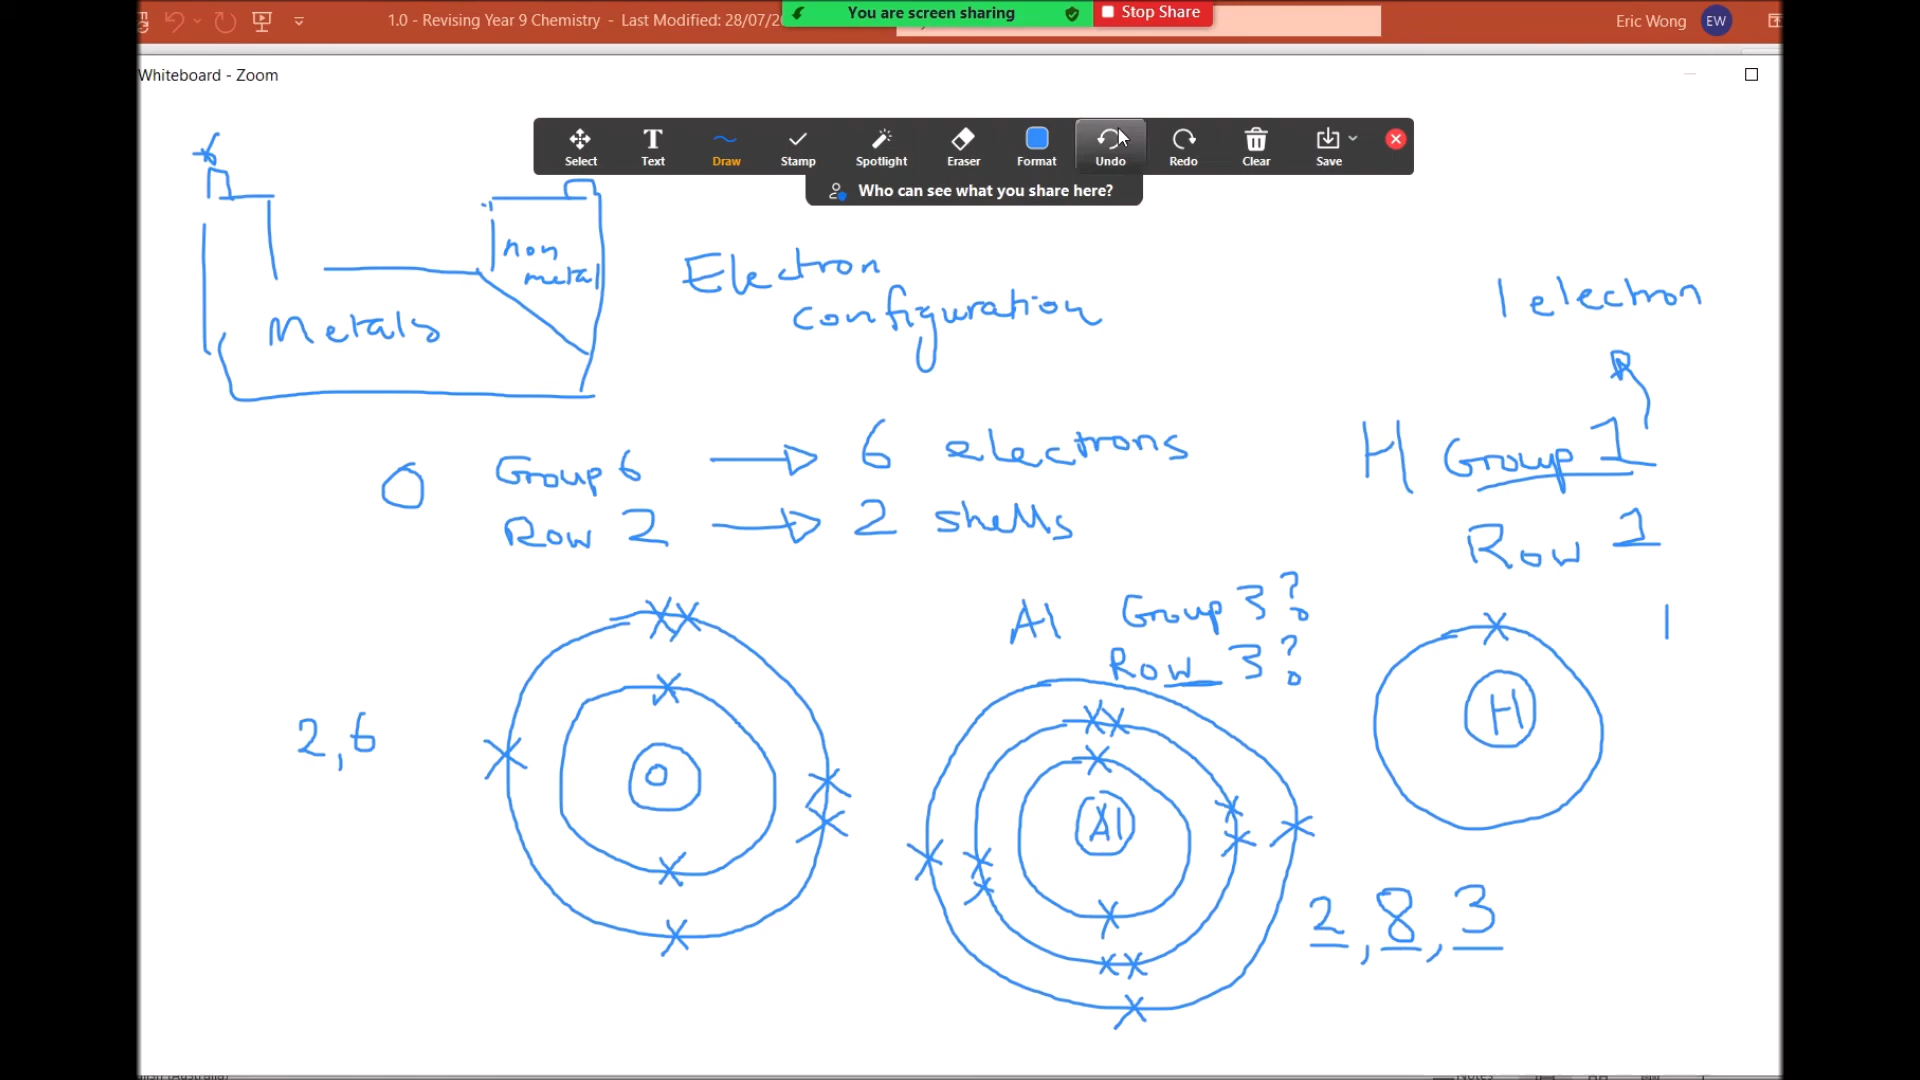 1.0 - Revising Year 9 Chemistry - Last Modified: 28/07/2
You are screen sharing
Stop Share
Eric Wong
EW
Whiteboard - Zoom
Select
Text
Draw
Stamp
Spotlight
Eraser
Format
Undo
Redo
Clear
Save
Who can see what you share here?
non
metal
Metals
Electron
configuration
1 electron
O Group 6 6 electrons
Row 2 2 shells
H Group 1
Row 1
Al Group 3?
Row 3?
1
2,6
O
Al
H
2, 8, 3